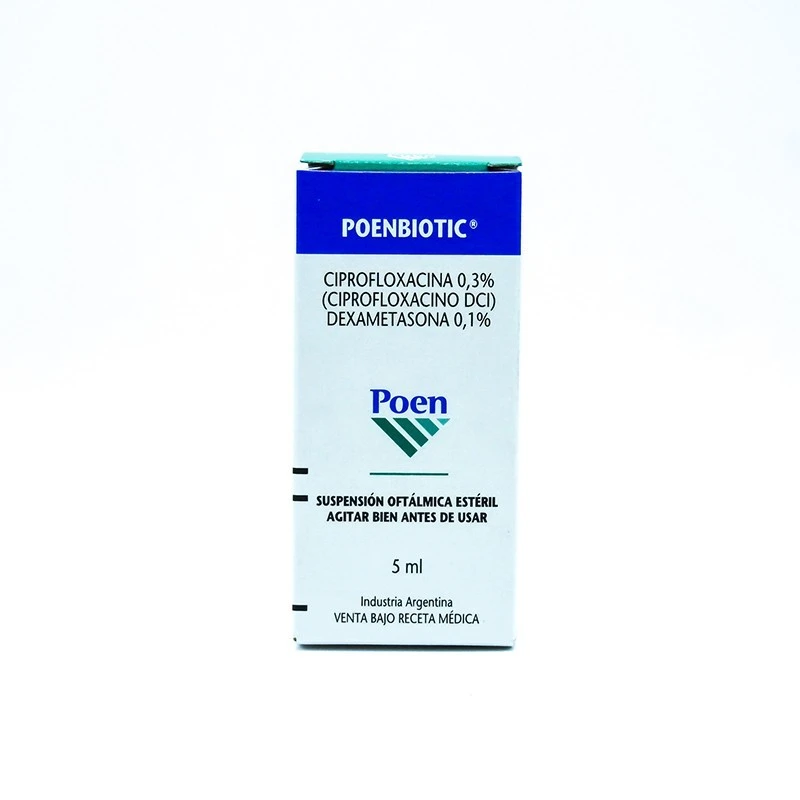 POENBIOTIC®
CIPROFLOXACINA 0,3%
(CIPROFLOXACINO DCI)
DEXAMETASONA 0,1%
Poen
SUSPENSIÓN OFTÁLMICA ESTÉRIL
AGITAR BIEN ANTES DE USAR
5 ml
Industria Argentina
VENTA BAJO RECETA MÉDICA